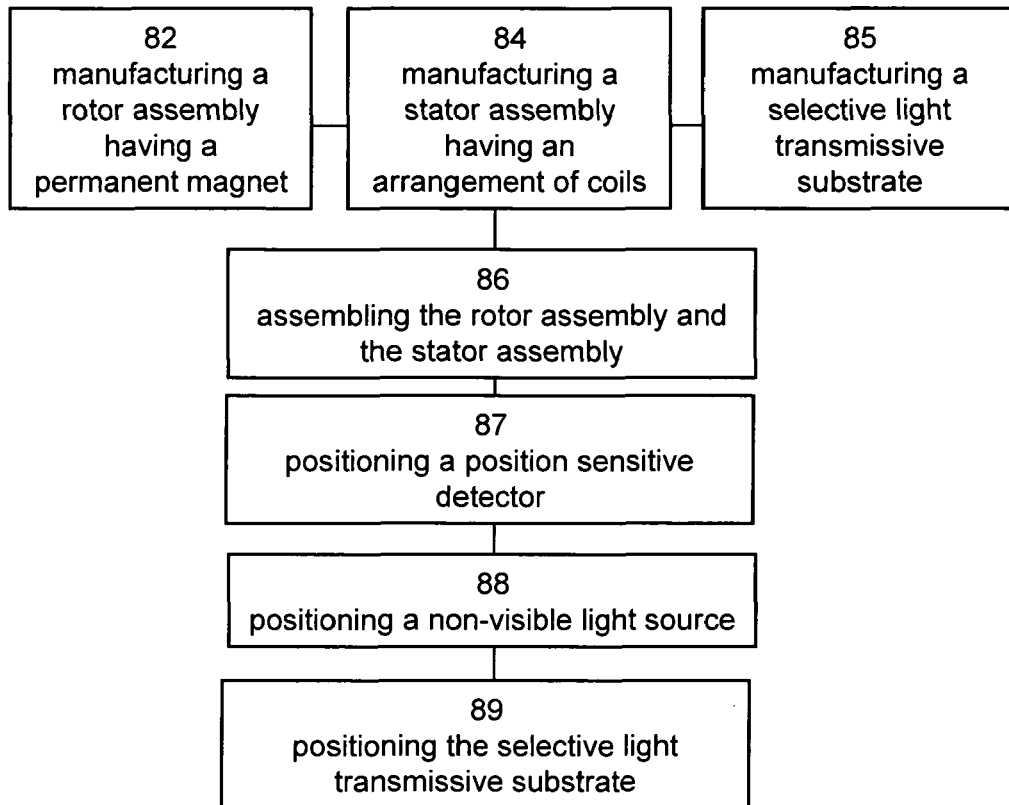 82
manufacturing a
rotor assembly
having a
permanent magnet
84
manufacturing a
stator assembly
having an
arrangement of coils
85
manufacturing a
selective light
transmissive
substrate
86
assembling the rotor assembly and
the stator assembly
87
positioning a position sensitive
detector
88
positioning a non-visible light source
89
positioning the selective light
transmissive substrate